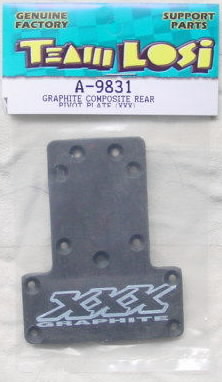 GENUINE FACTORY
SUPPORT PARTS
TEAM LOSI
A-9831
GRAPHITE COMPOSITE REAR
PIVOT PLATE (XXX)
XXX
GRAPHITE